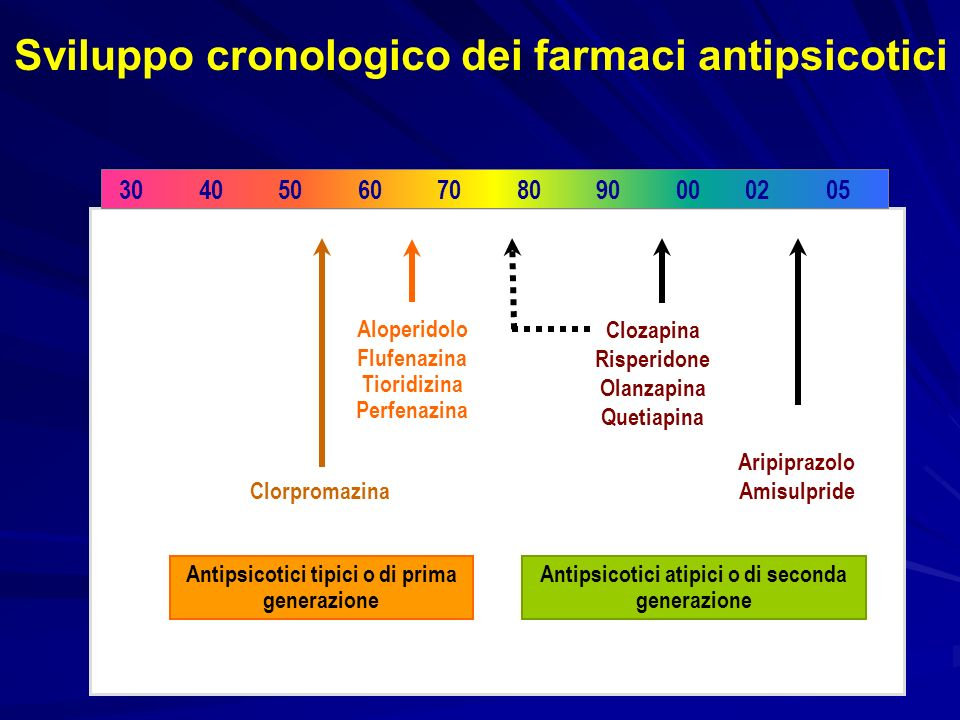 Sviluppo cronologico dei farmaci antipsicotici
30 40 50 60 70 80 90 00 02 05
Aloperidolo
Flufenazina
Tioridizina
Perfenazina
Clozapina
Risperidone
Olanzapina
Quetiapina
Aripiprazolo
Amisulpride
Clorpromazina
Antipsicotici tipici o di prima
generazione
Antipsicotici atipici o di seconda
generazione